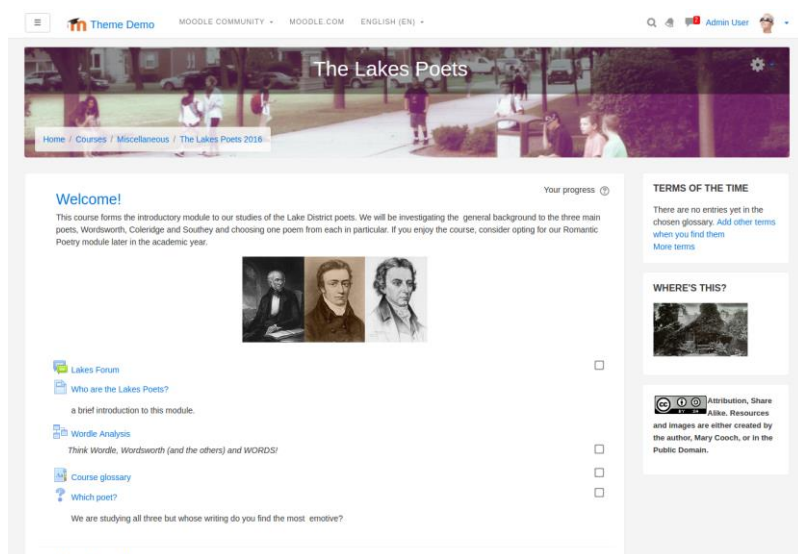 Theme Demo
MOODLE COMMUNITY
MOODLE.COM
ENGLISH (EN)
2
Admin User
The Lakes Poets
Home / Courses / Miscellaneous / The Lakes Poets 2016
Welcome!
Your progress
This course forms the introductory module to our studies of the Lake District poets. We will be investigating the general background to the three main
poets, Wordsworth, Coleridge and Southey and choosing one poem from each in particular. If you enjoy the course, consider opting for our Romantic
Poetry module later in the academic year.
Lakes Forum
Who are the Lakes Poets?
a brief introduction to this module.
Wordle Analysis
Think Wordle, Wordsworth (and the others) and WORDS!
Course glossary
Which poet?
We are studying all three but whose writing do you find the most emotive?
TERMS OF THE TIME
There are no entries yet in the
chosen glossary. Add other terms
when you find them
More terms
WHERE'S THIS?
cc
BY SA
Attribution, Share
Alike. Resources
and images are either created by
the author, Mary Cooch, or in the
Public Domain.